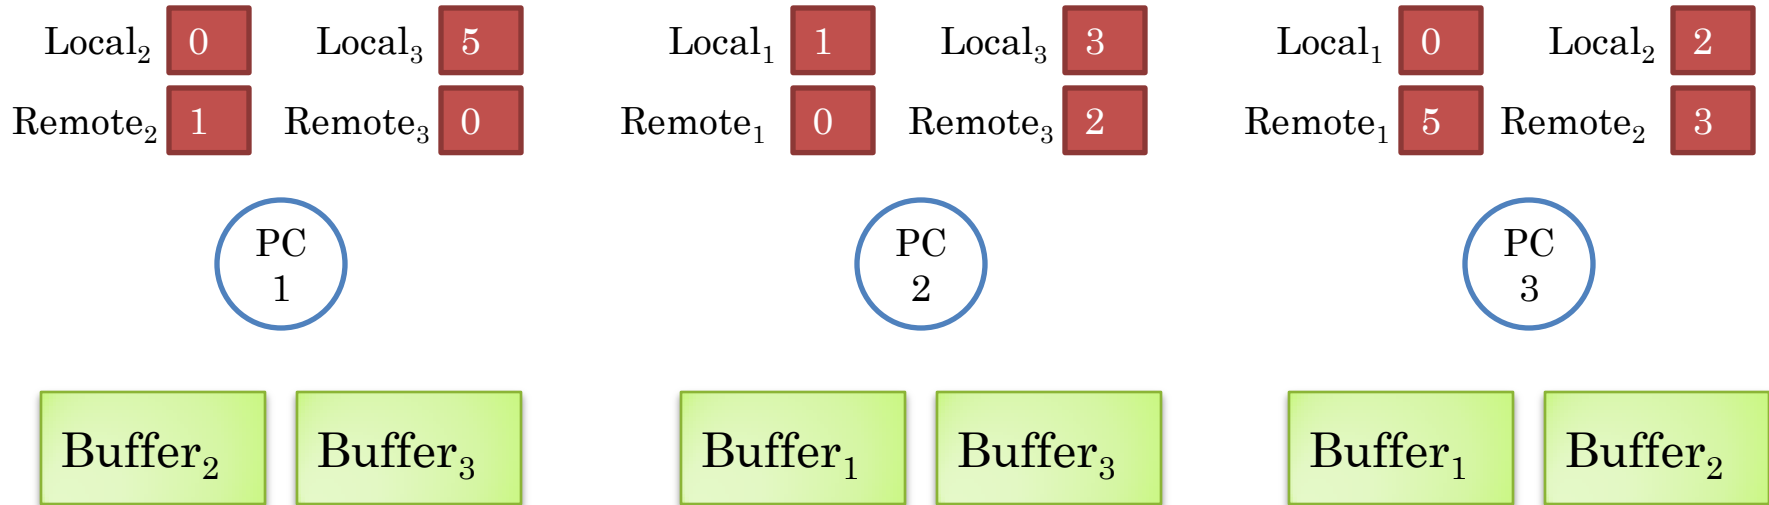 Local₂ 0 Local₃ 5 Local₁ 1 Local₃ 3 Local₁ 0 Local₂ 2
Remote₂ 1 Remote₃ 0 Remote₁ 0 Remote₃ 2 Remote₁ 5 Remote₂ 3
PC PC PC
1 2 3
Buffer₂ Buffer₃ Buffer₁ Buffer₃ Buffer₁ Buffer₂